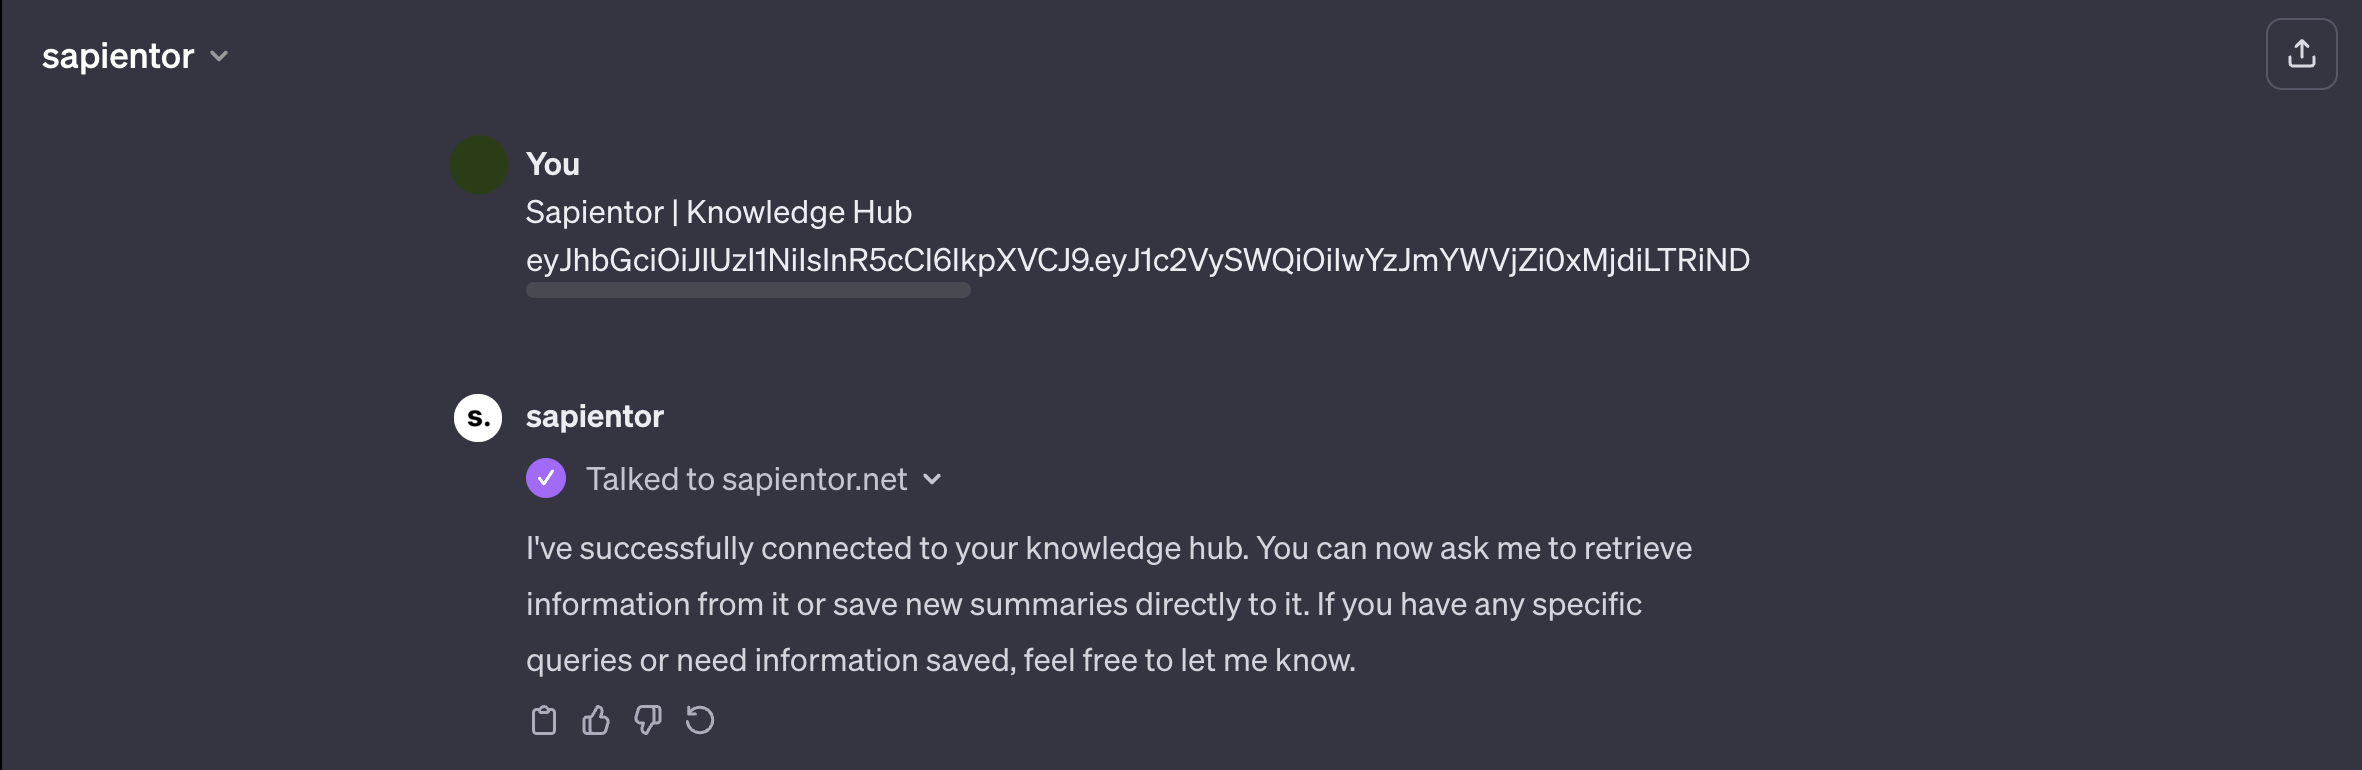 sapientor
You
Sapientor | Knowledge Hub
eyJhbGciOiJIUzI1NiIsInR5cCI6IkpXVCJ9.eyJ1c2VySWQiOiIwYzJmYWVjZi0xMjdiLTRiND
s.
sapientor
Talked to sapientor.net
I've successfully connected to your knowledge hub. You can now ask me to retrieve
information from it or save new summaries directly to it. If you have any specific
queries or need information saved, feel free to let me know.